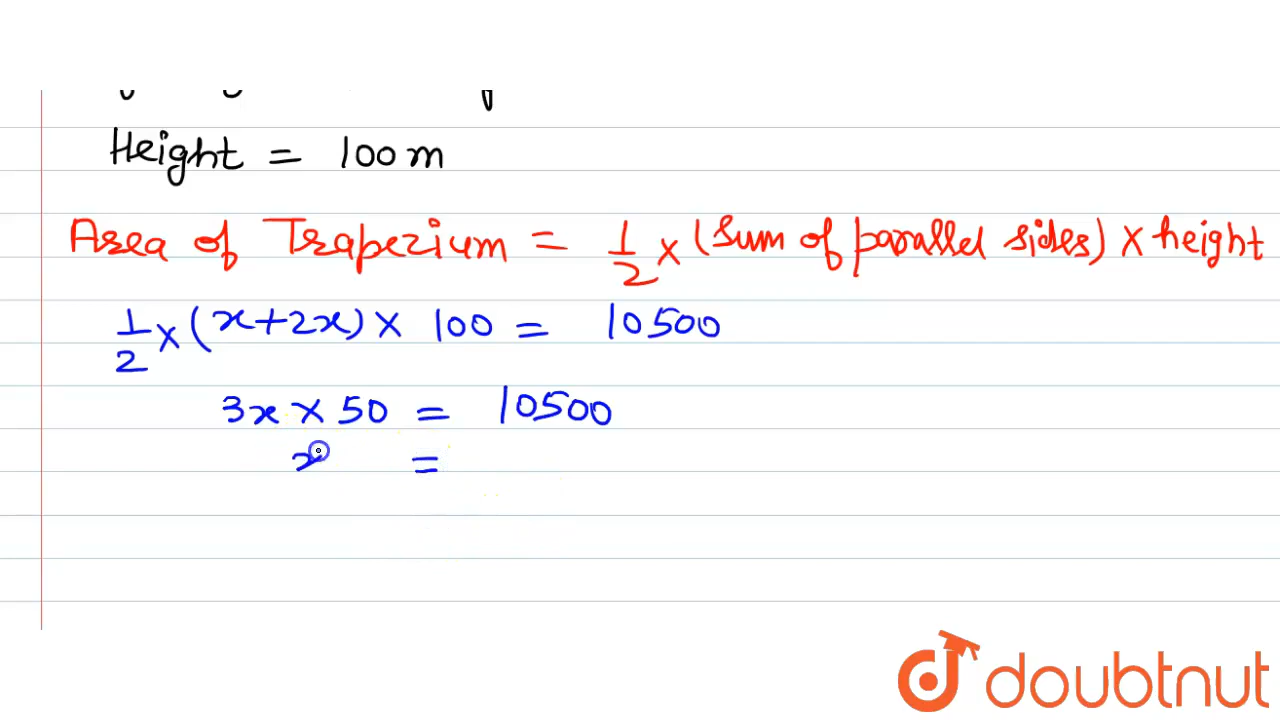 Height = 100 m
Area of Trapezium = 1/2 × (Sum of parallel sides) × height
1/2 × (x+2x) × 100 = 10500
3x × 50 = 10500
x =
doubtnut